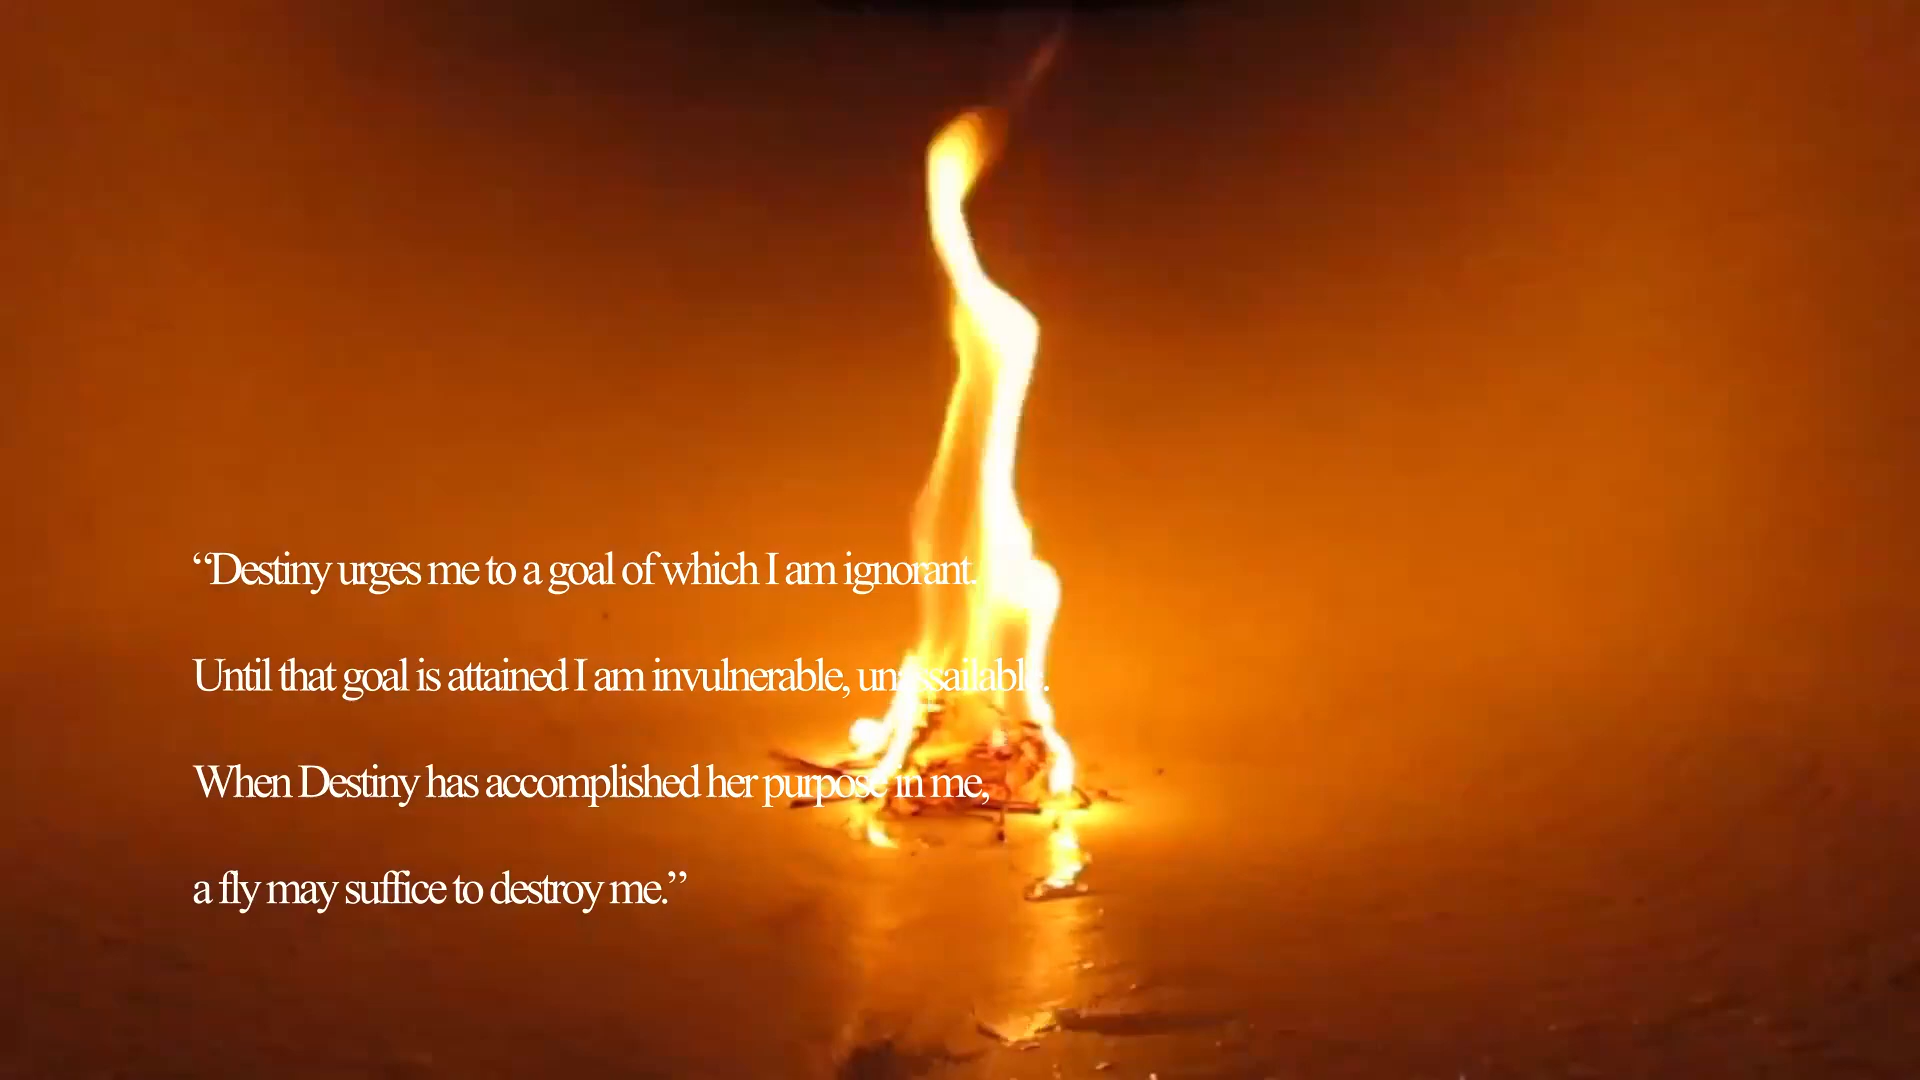 “Destiny urges me to a goal of which I am ignorant.
Until that goal is attained I am invulnerable, unassailable.
When Destiny has accomplished her purpose in me,
a fly may suffice to destroy me.”